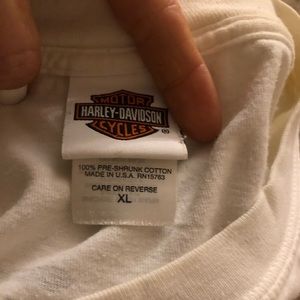 MOTOR
HARLEY-DAVIDSON
CYCLES
®
100% PRE-SHRUNK COTTON
MADE IN U.S.A. RN15763
CARE ON REVERSE
XL